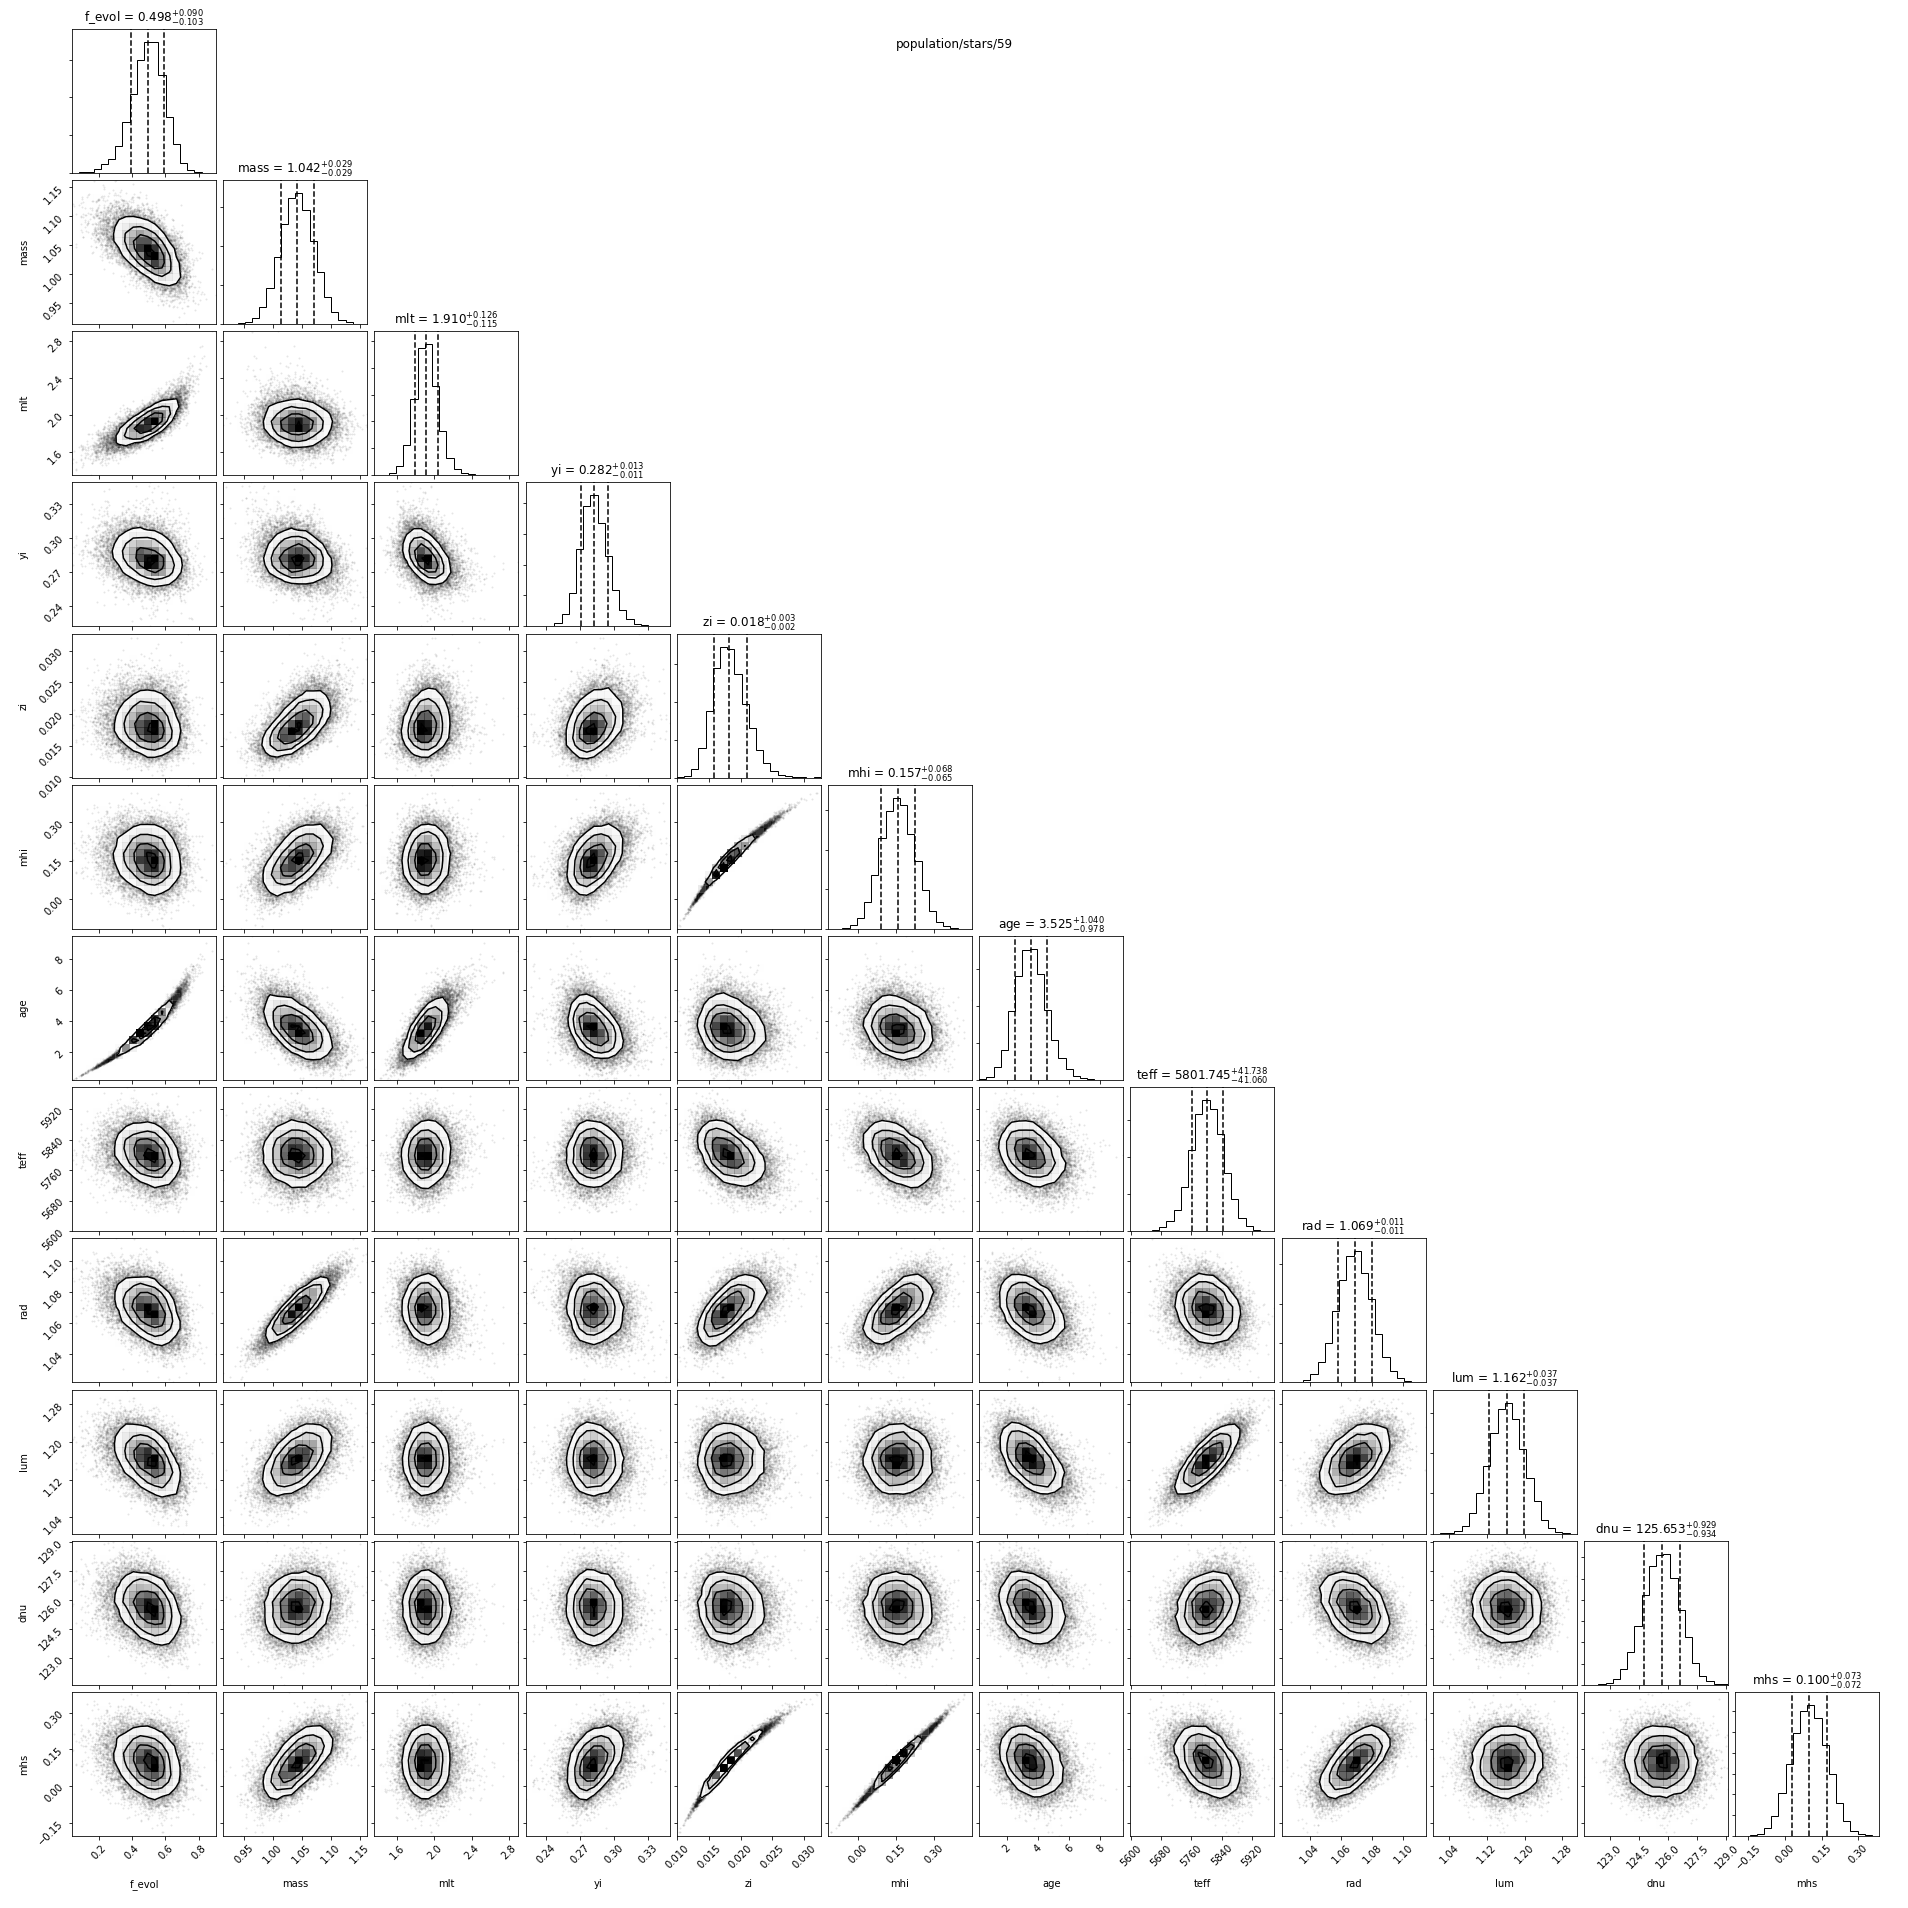 f_evol = 0.498+0.090−0.103
population/stars/59
mass = 1.042+0.029−0.029
1.15
1.10
1.05
1.00
0.95
mass
mlt = 1.910+0.126−0.115
2.8
2.4
2.0
1.6
mlt
yi = 0.282+0.013−0.011
0.33
0.30
0.27
0.24
yi
zi = 0.018+0.003−0.002
0.030
0.025
0.020
0.015
0.010
zi
mhi = 0.157+0.068−0.065
0.30
0.15
0.00
mhi
age = 3.525+1.040−0.978
8
6
4
2
age
teff = 5801.745+41.738−41.060
5920
5840
5760
5680
5600
teff
rad = 1.069+0.011−0.011
1.10
1.08
1.06
1.04
rad
lum = 1.162+0.037−0.037
1.28
1.20
1.12
1.04
lum
dnu = 125.653+0.929−0.934
129.0
127.5
126.0
124.5
123.0
dnu
mhs = 0.100+0.073−0.072
0.30
0.15
0.00
−0.15
mhs
0.2 0.4 0.6 0.8 0.95 1.00 1.05 1.10 1.15 1.6 2.0 2.4 2.8 0.24 0.27 0.30 0.33 0.010 0.015 0.020 0.025 0.030 0.00 0.15 0.30 2 4 6 8 5600 5680 5760 5840 5920 1.04 1.06 1.08 1.10 1.04 1.12 1.20 1.28 123.0 124.5 126.0 127.5 129.0 −0.15 0.00 0.15 0.30
f_evol mass mlt yi zi mhi age teff rad lum dnu mhs